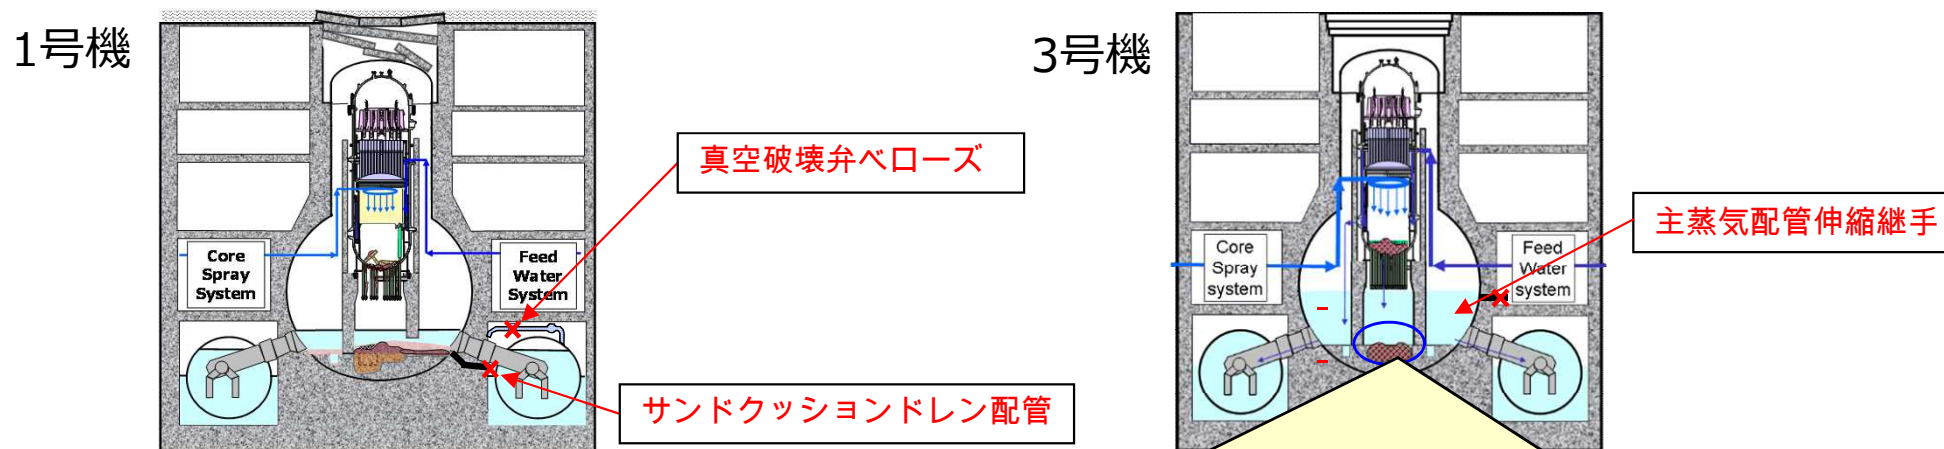 1号機
真空破壊弁ベローズ
Core
Spray
System
Feed
Water
System
サンドクッションドレン配管
3号機
主蒸気配管伸縮継手
Core
Spray
system
Feed
Water
system